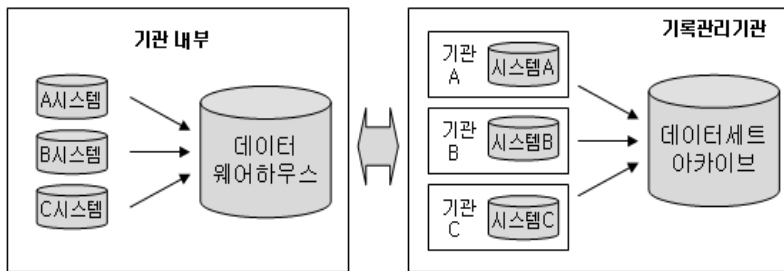 기관 내부
A시스템
B시스템
C시스템
데이터
웨어하우스
기록관리기관
기관
A
시스템A
기관
B
시스템B
기관
C
시스템C
데이터세트
아카이브